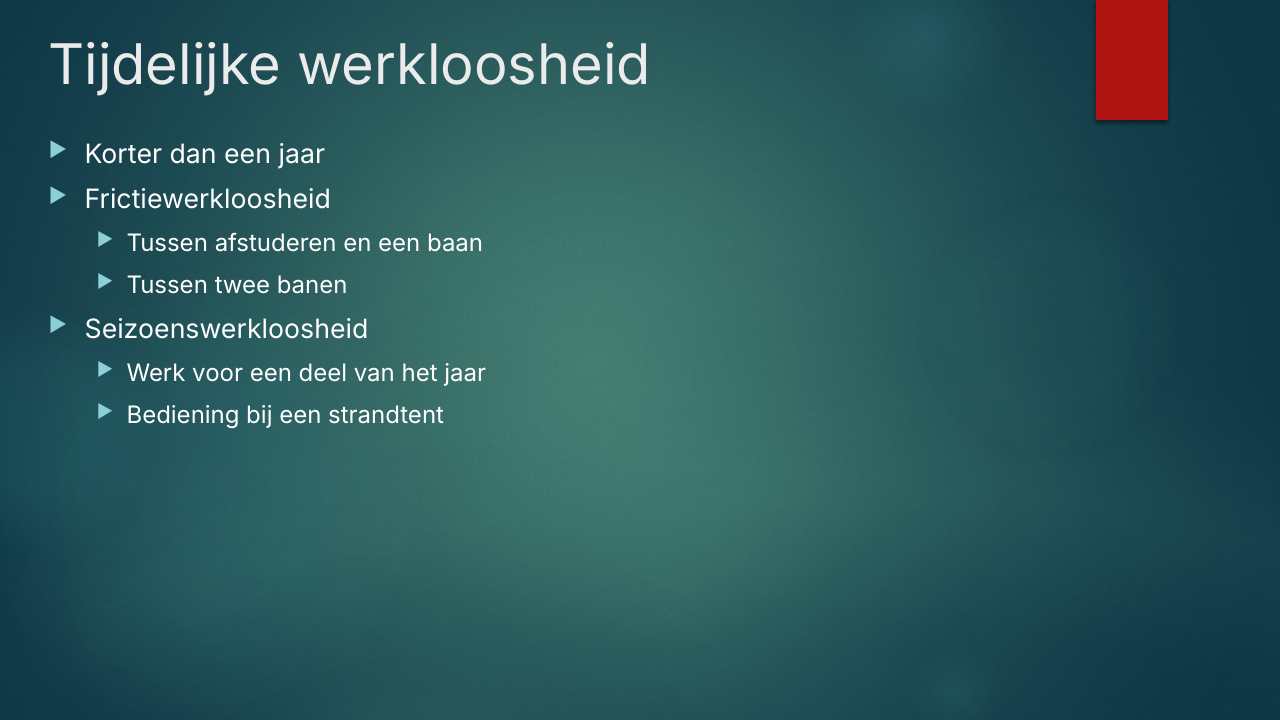 Tijdelijke werkloosheid
Korter dan een jaar
Frictiewerkloosheid
Tussen afstuderen en een baan
Tussen twee banen
Seizoenswerkloosheid
Werk voor een deel van het jaar
Bediening bij een strandtent